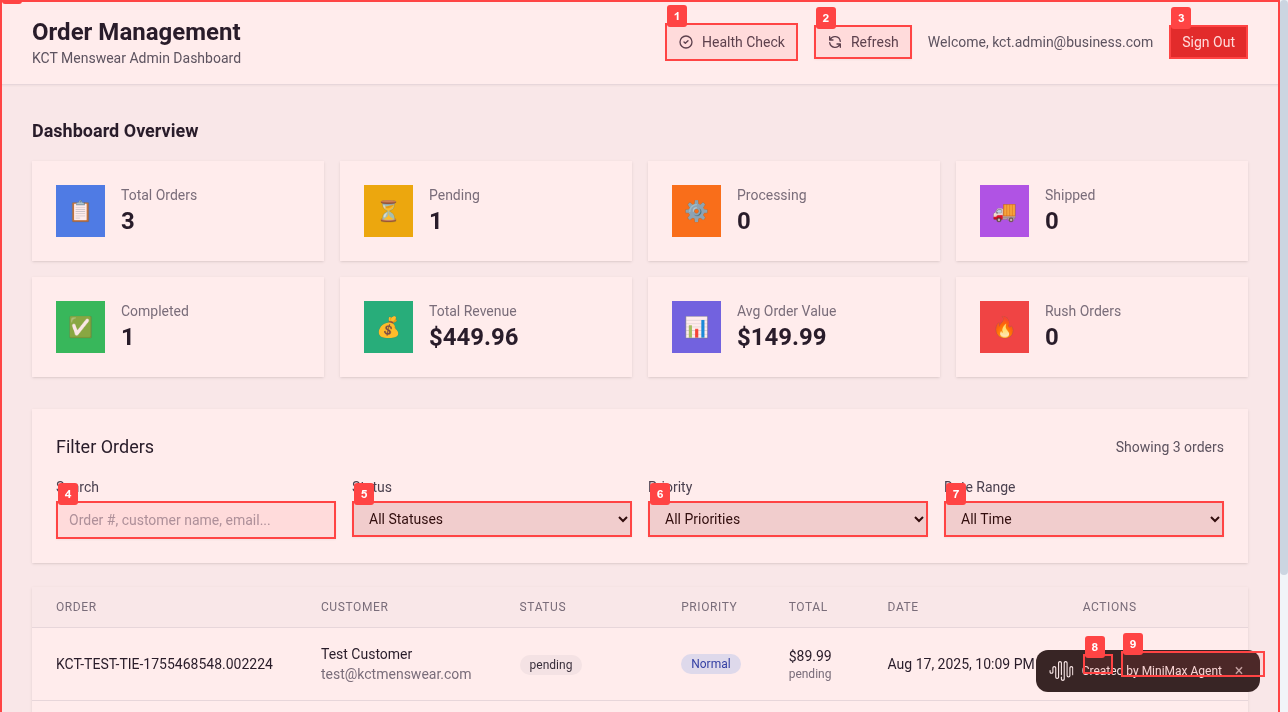 Order Management
KCT Menswear Admin Dashboard
1
Health Check
2
Refresh
Welcome, kct.admin@business.com
3
Sign Out
Dashboard Overview
Total Orders
3
Pending
1
Processing
0
Shipped
0
Completed
1
Total Revenue
$449.96
Avg Order Value
$149.99
Rush Orders
0
Filter Orders
Showing 3 orders
Search
4
Order #, customer name, email...
Status
5
All Statuses
Priority
6
All Priorities
Date Range
7
All Time
ORDER CUSTOMER STATUS PRIORITY TOTAL DATE ACTIONS
KCT-TEST-TIE-1755468548.002224
Test Customer
test@kctmenswear.com
pending
Normal
$89.99
pending
Aug 17, 2025, 10:09 PM
8
9
Created by MiniMax Agent ×